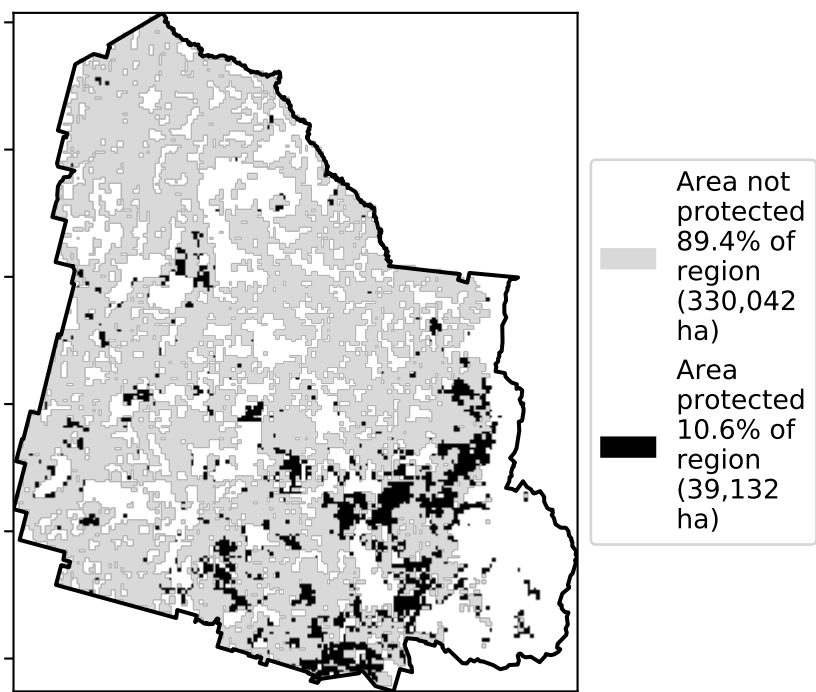 Area not
protected
89.4% of
region
(330,042
ha)
Area
protected
10.6% of
region
(39,132
ha)